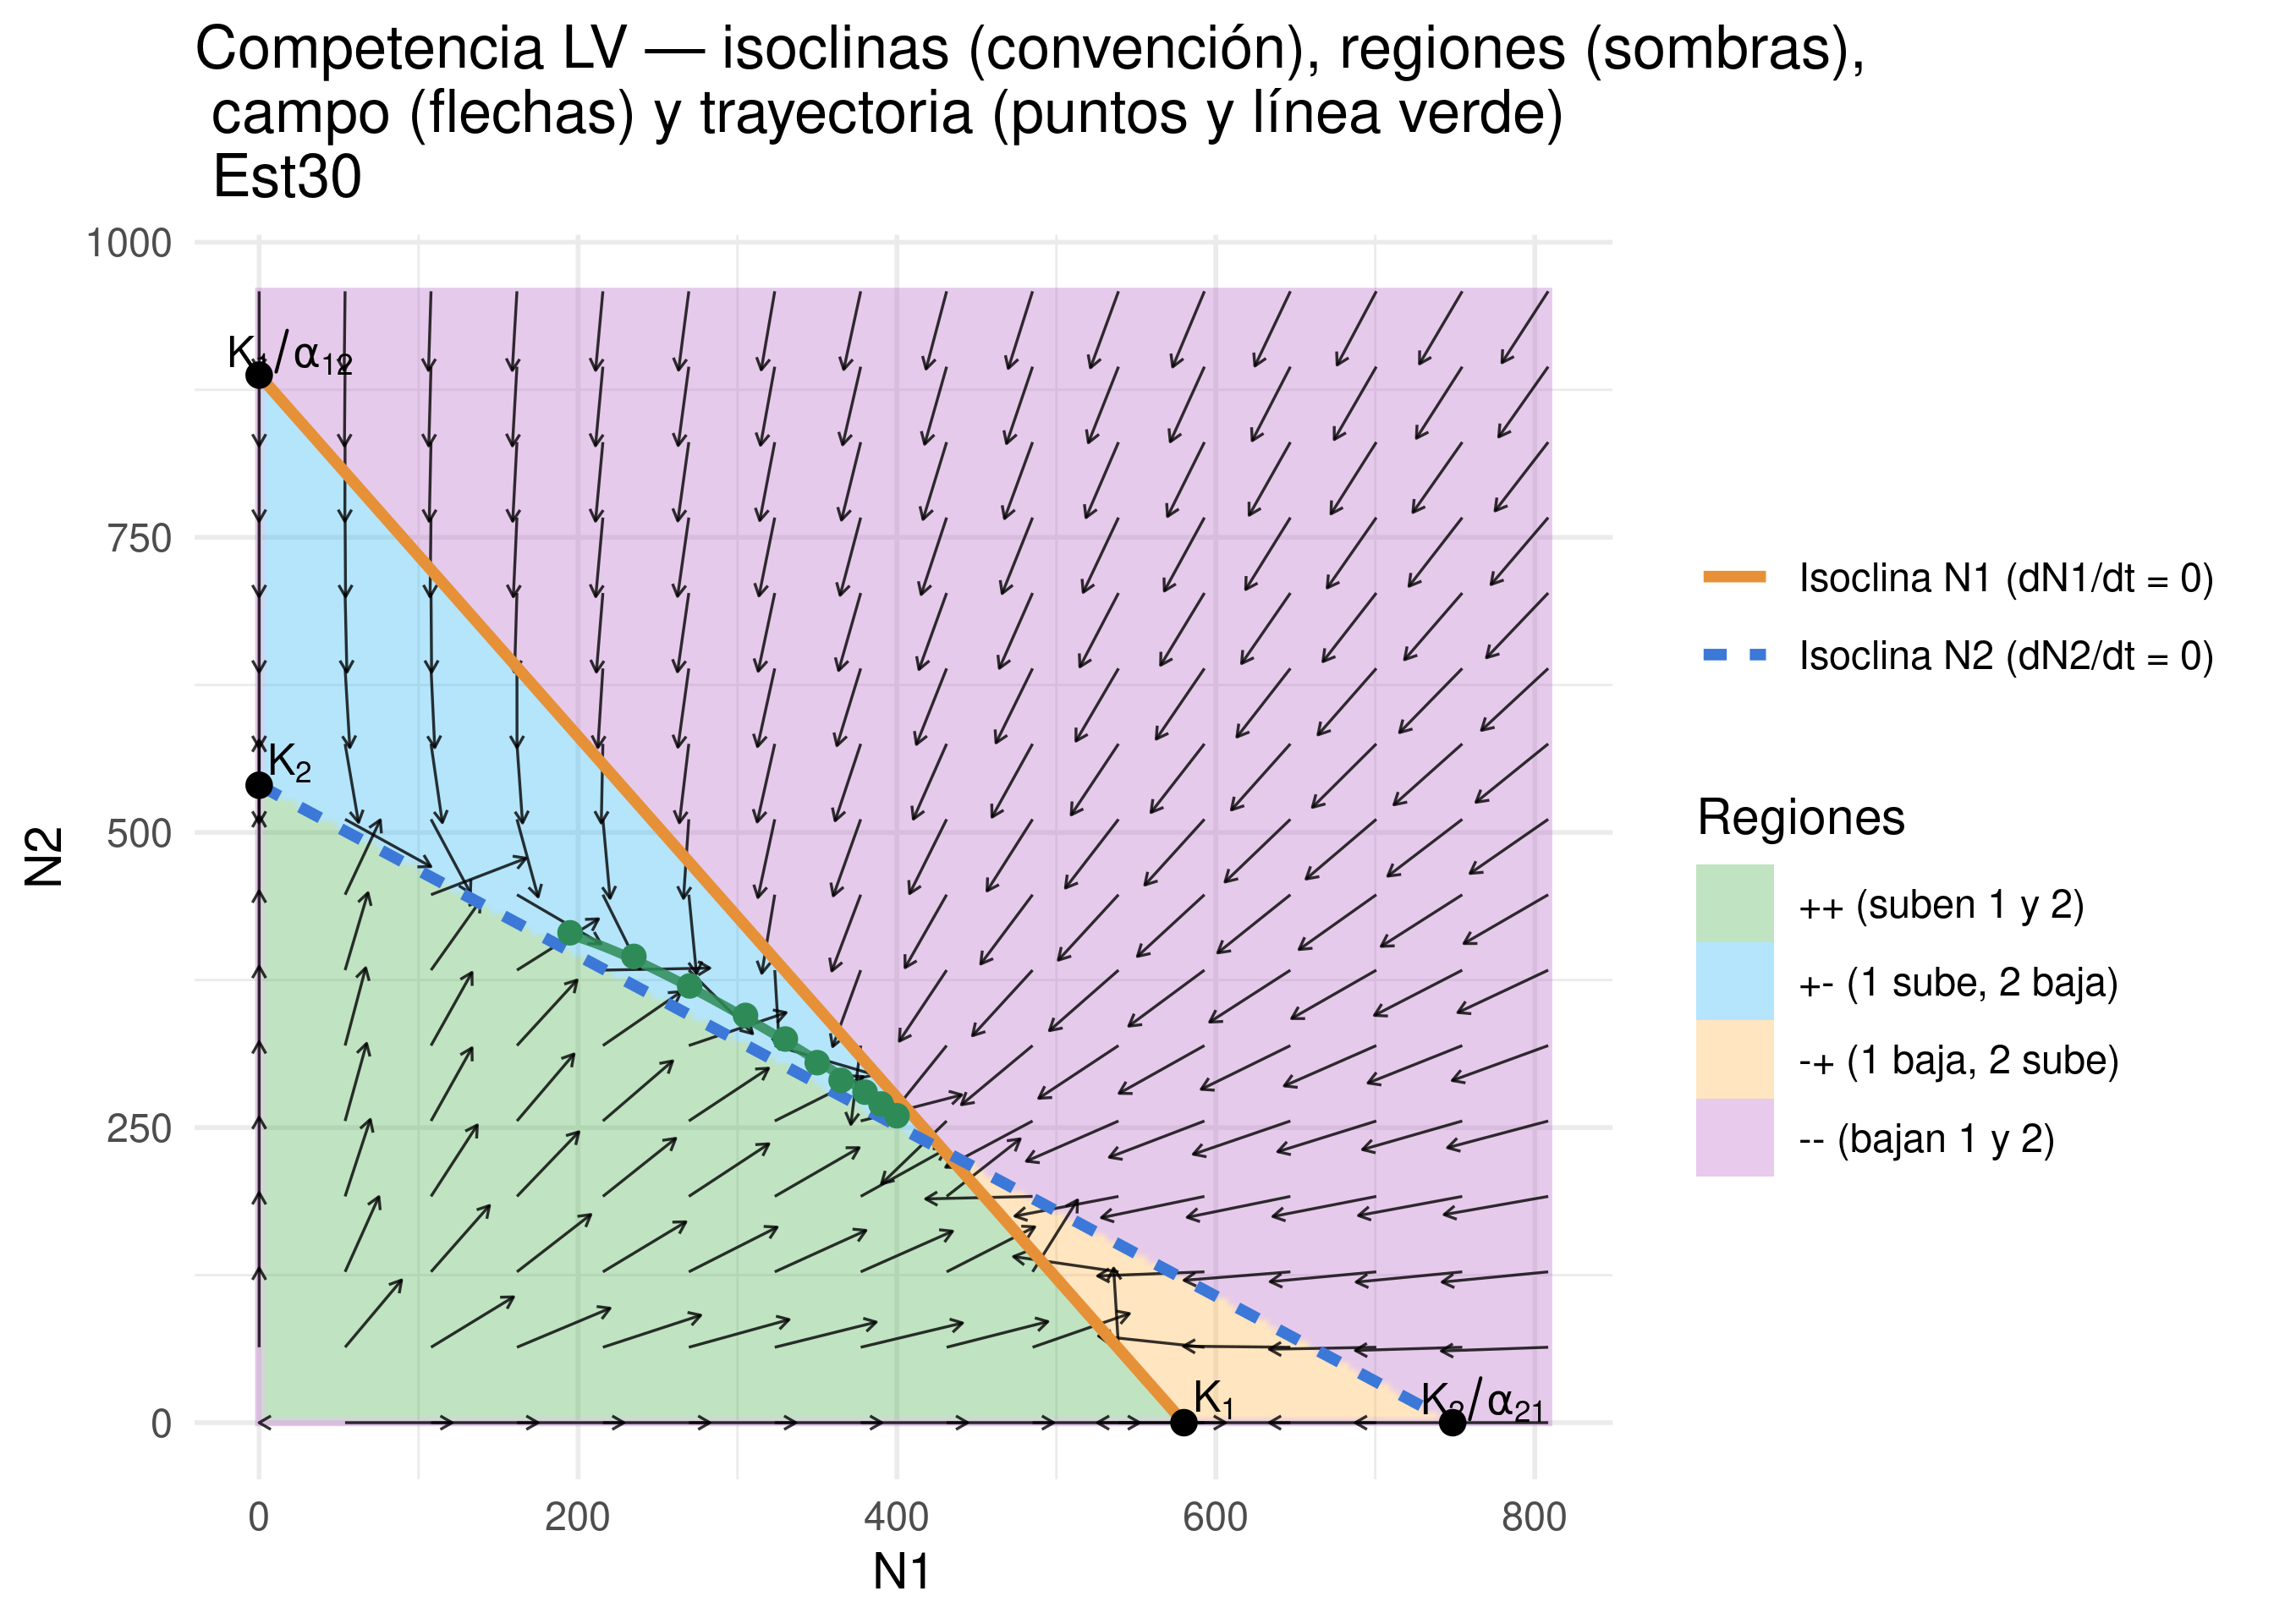 Competencia LV — isoclinas (convención), regiones (sombras),
campo (flechas) y trayectoria (puntos y línea verde)
Est30
1000
750
500
250
0
N2
K₁/α₁₂
K₂
K₁
K₂/α₂₁
0
200
400
600
800
N1
Isoclina N1 (dN1/dt = 0)
Isoclina N2 (dN2/dt = 0)
Regiones
++ (suben 1 y 2)
+- (1 sube, 2 baja)
-+ (1 baja, 2 sube)
-- (bajan 1 y 2)